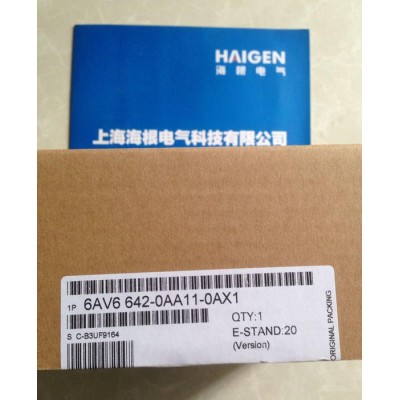 HAIGEN
海根电气
上海海根电气科技有限公司
1P 6AV6 642-0AA11-0AX1
S C-B3UF9164
QTY:1
E-STAND:20
(Version)
ORIGINAL PACKING